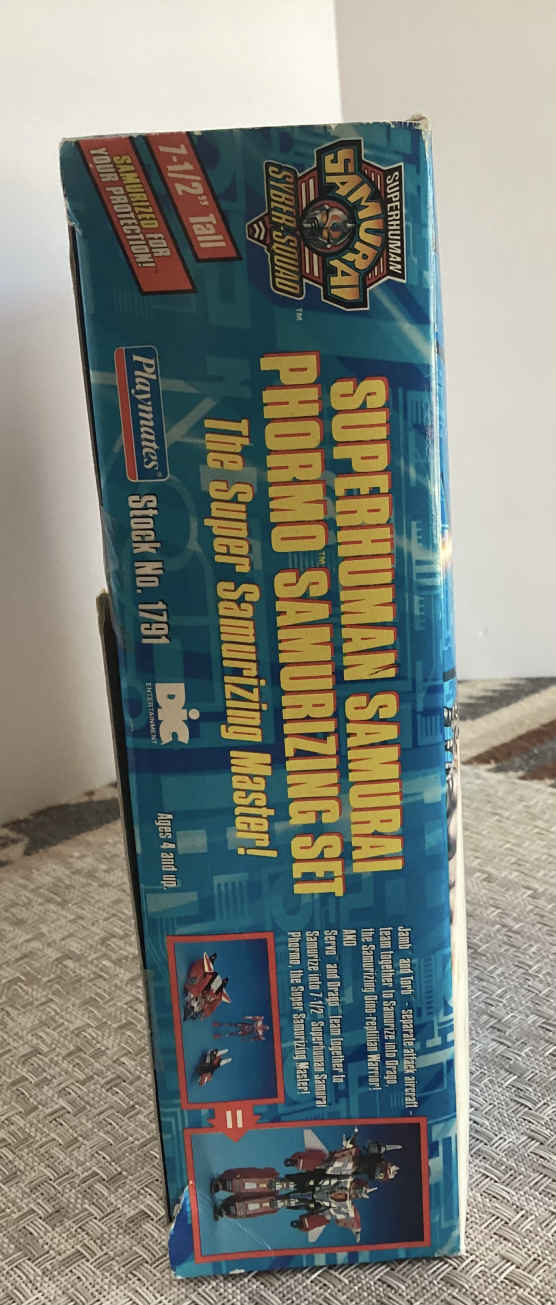 SUPERHUMAN
SAMURAI
SYBER-SQUAD
TM
7-1/2" Tall
SAMURIZED FOR
YOUR PROTECTION!
SUPERHUMAN SAMURAI
PHORMO™ SAMURIZING SET
The Super Samurizing Master!
Playmates®
Stock No. 1791
DIC
ENTERTAINMENT
Ages 4 and up.
Jamb and Torb - separate attack aircraft -
team together to Samurize into Drago,
the Samurizing Dino-reptilian Warrior!
AND
Servo and Drago team together to
Samurize into 7-1/2" Superhuman Samurai
Phormo, the Super Samurizing Master!
=